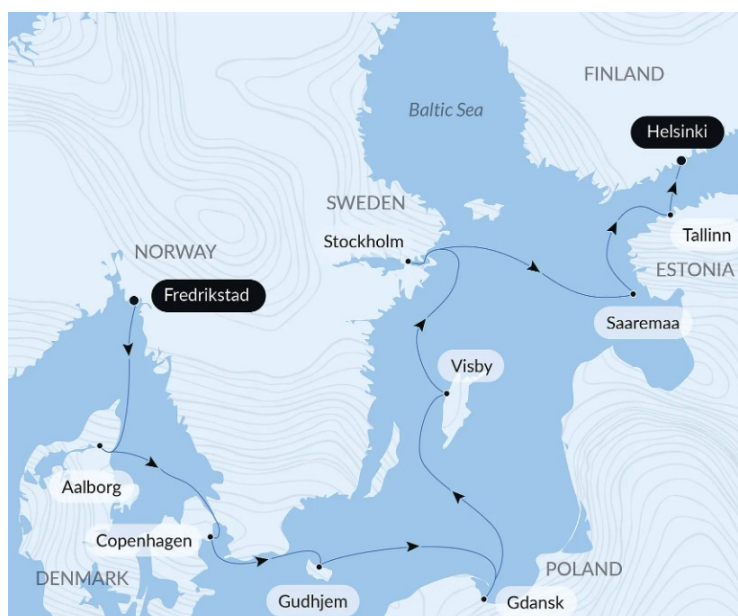 FINLAND
Baltic Sea
Helsinki
SWEDEN
Stockholm
Tallinn
NORWAY
ESTONIA
Fredrikstad
Saaremaa
Visby
Aalborg
Copenhagen
POLAND
DENMARK
Gudhjem
Gdansk